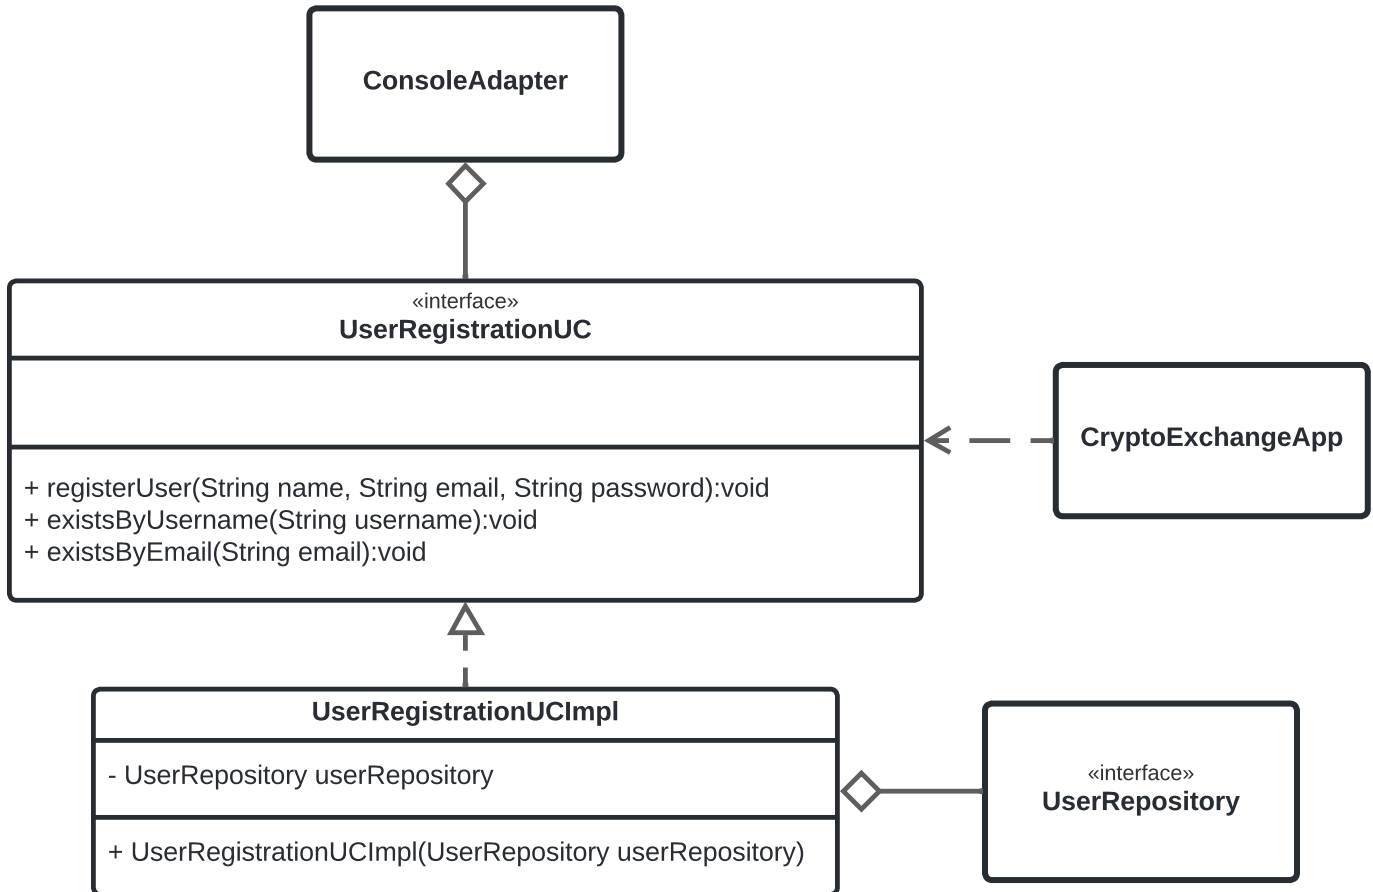 ConsoleAdapter
«interface»
UserRegistrationUC
+ registerUser(String name, String email, String password):void
+ existsByUsername(String username):void
+ existsByEmail(String email):void
CryptoExchangeApp
UserRegistrationUCImpl
- UserRepository userRepository
+ UserRegistrationUCImpl(UserRepository userRepository)
«interface»
UserRepository